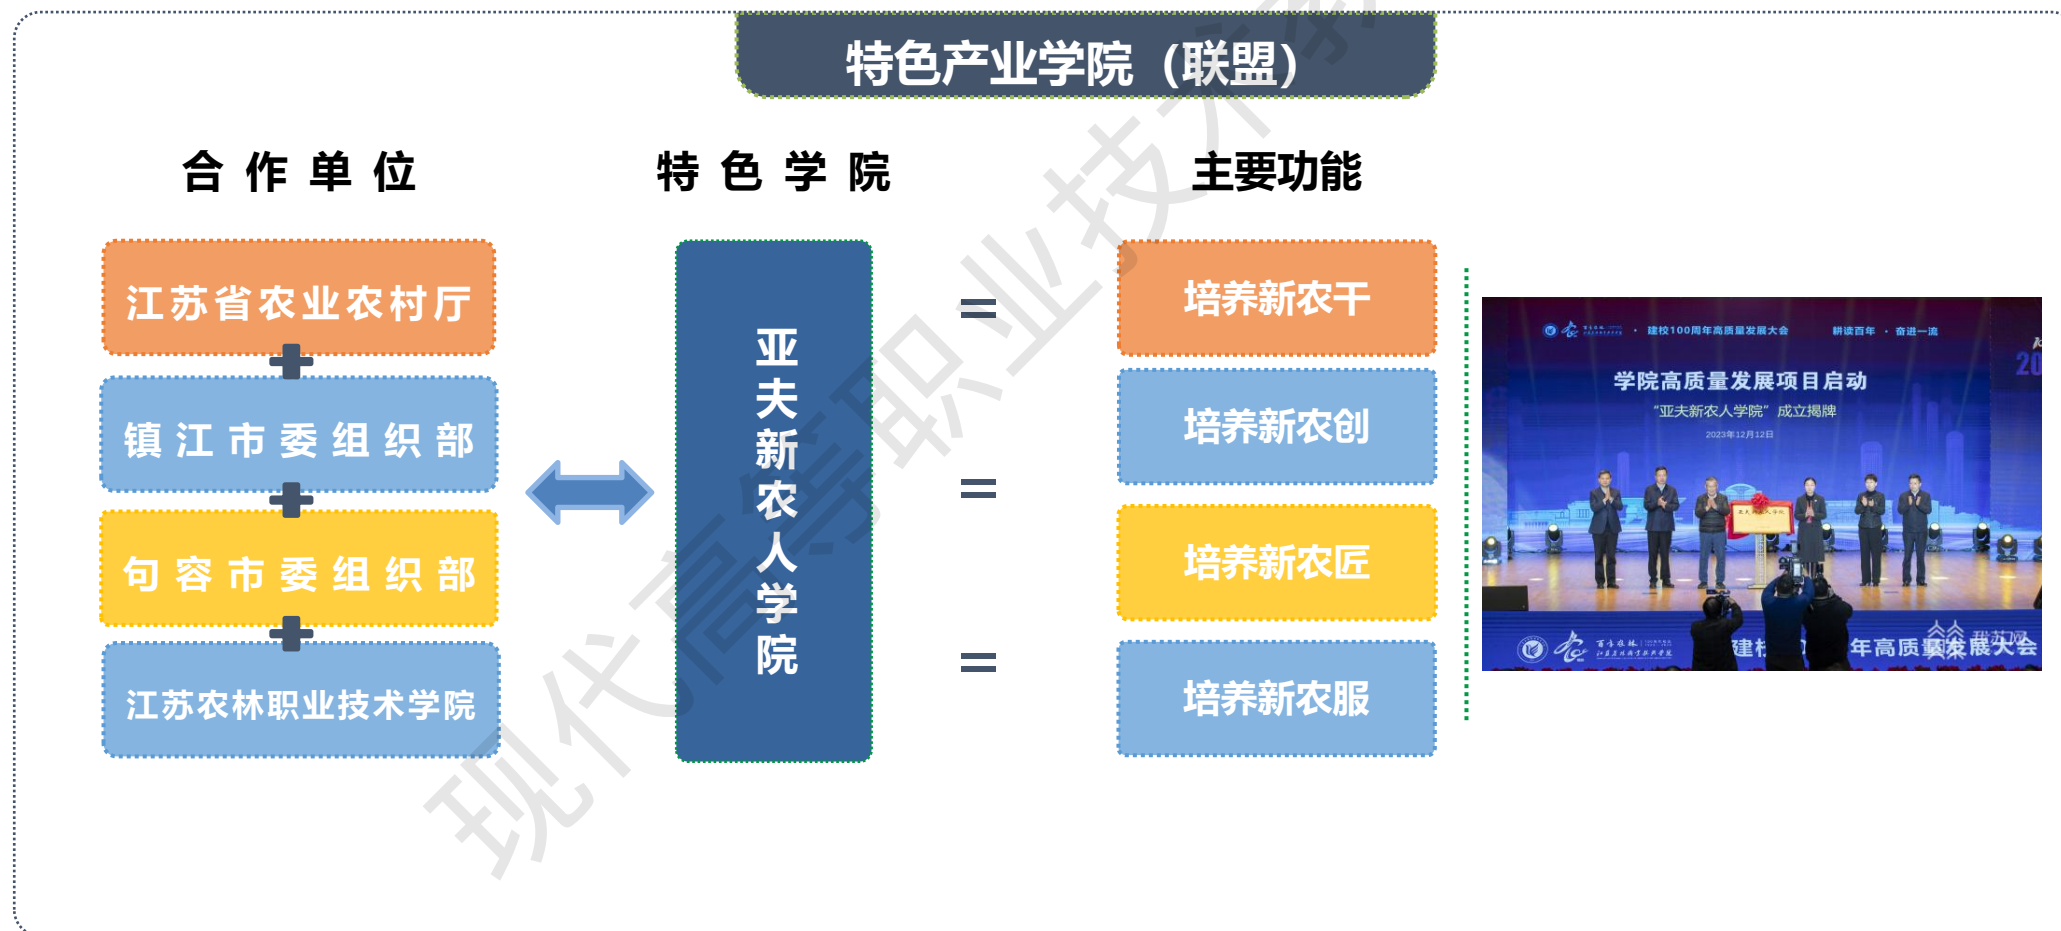 特色产业学院（联盟）
合作单位
特色学院
主要功能
江苏省农业农村厅
镇江市委组织部
句容市委组织部
江苏农林职业技术学院
亚夫新农人学院
=
=
=
培养新农干
培养新农创
培养新农匠
培养新农服
· 建校100周年高质量发展大会
耕读百年 · 奋进一流
学院高质量发展项目启动
“亚夫新农人学院”成立揭牌
2023年12月12日
20
百年农林
年高质量发展大会
现代高等职业技术